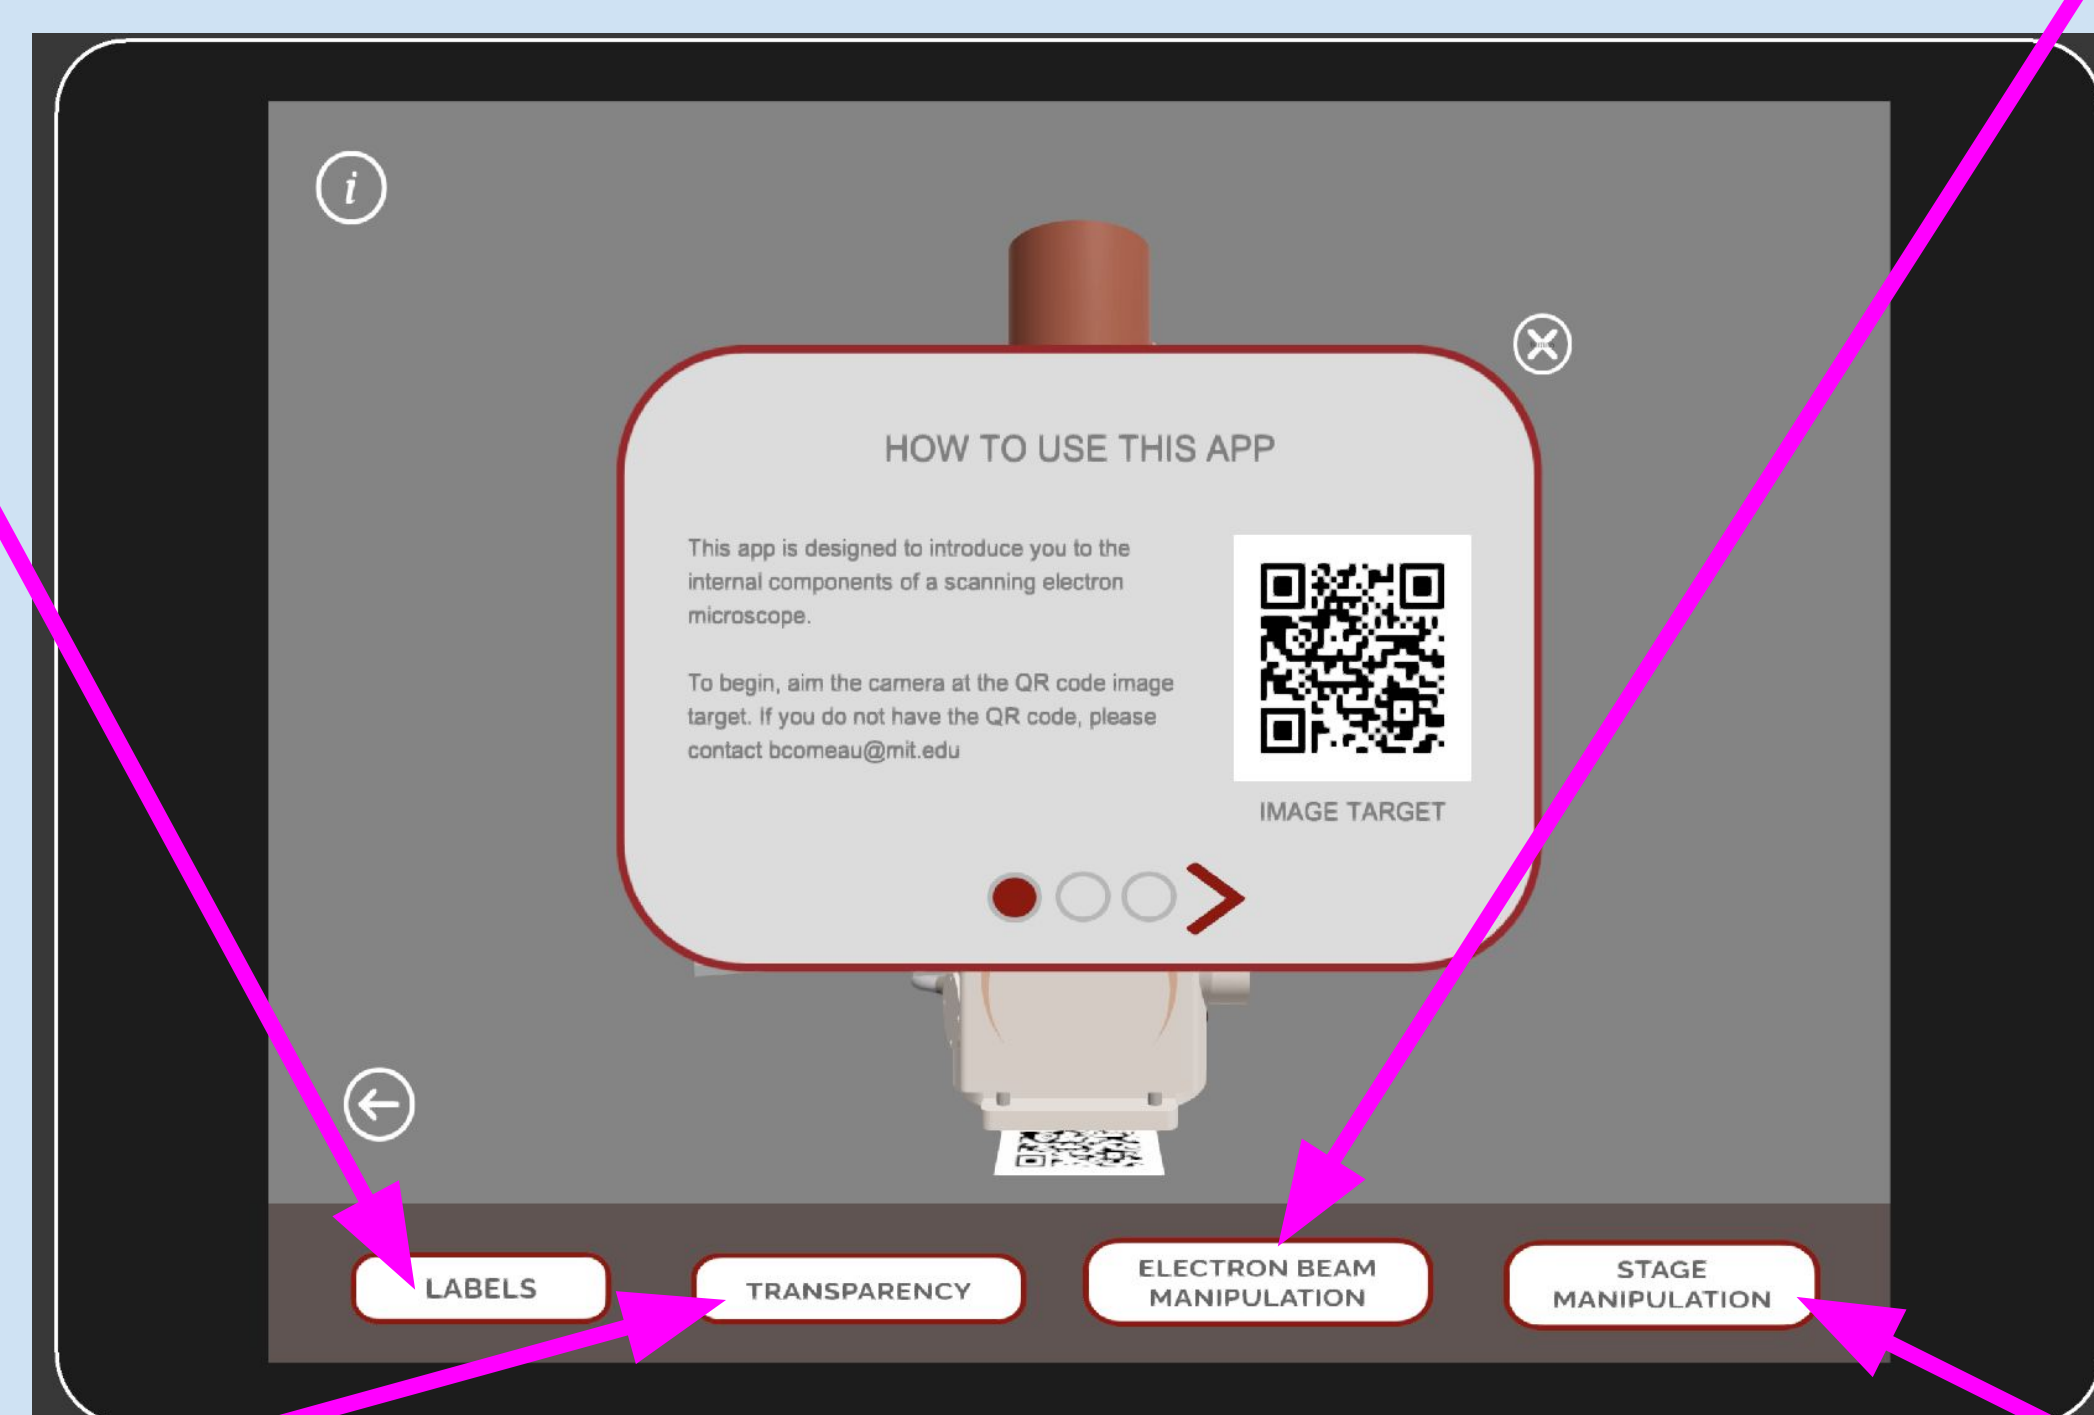 i
HOW TO USE THIS APP
This app is designed to introduce you to the
internal components of a scanning electron
microscope.
To begin, aim the camera at the QR code image
target. If you do not have the QR code, please
contact bcomeau@mit.edu
IMAGE TARGET
LABELS
TRANSPARENCY
ELECTRON BEAM
MANIPULATION
STAGE
MANIPULATION